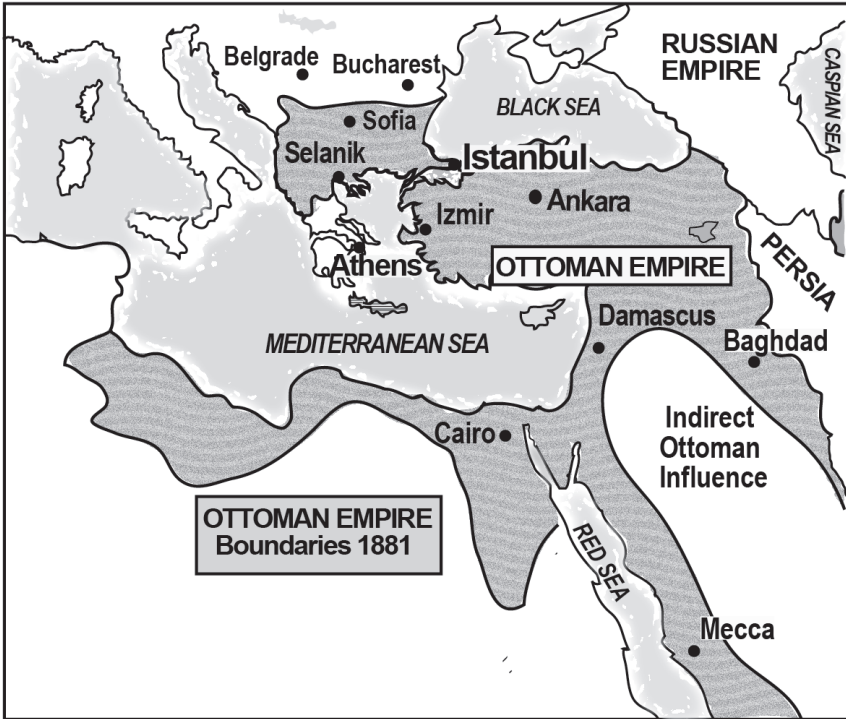 Belgrade
Bucharest
RUSSIAN
EMPIRE
CASPIAN SEA
BLACK SEA
Sofia
Selanik
Istanbul
Ankara
Izmir
Athens
OTTOMAN EMPIRE
PERSIA
MEDITERRANEAN SEA
Damascus
Baghdad
Cairo
Indirect
Ottoman
Influence
OTTOMAN EMPIRE
Boundaries 1881
RED SEA
Mecca